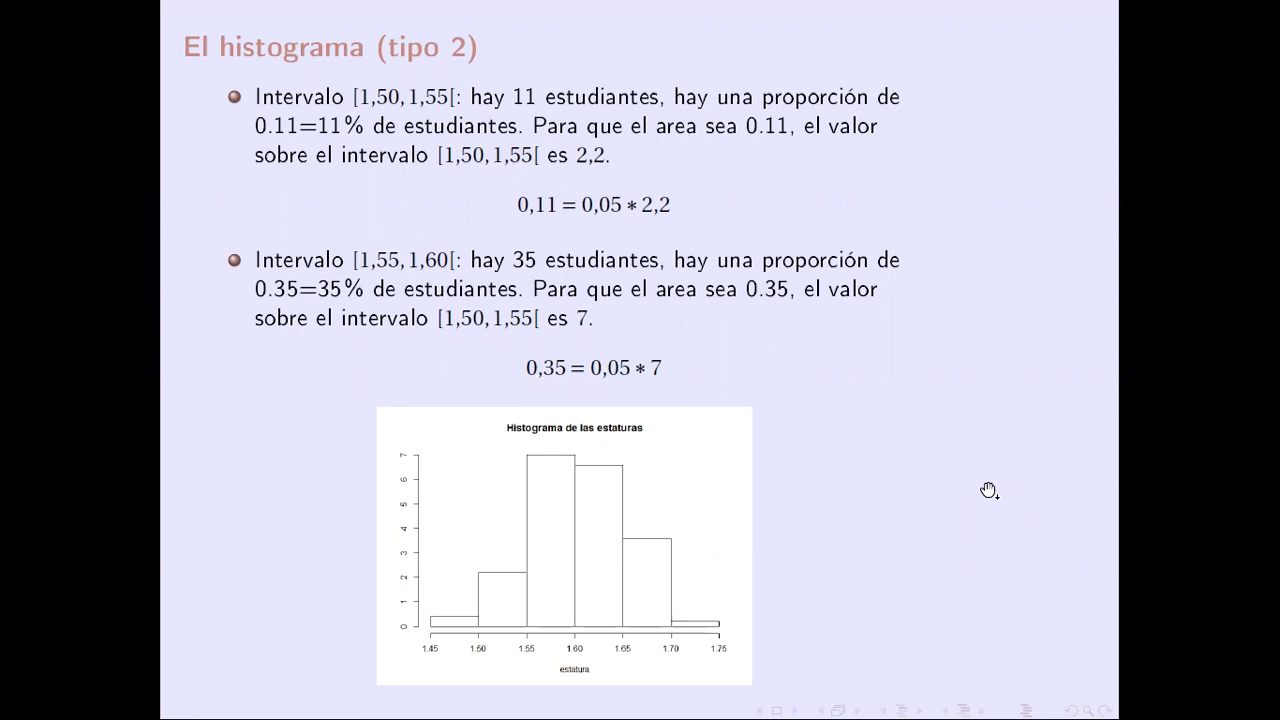 El histograma (tipo 2)
Intervalo [1,50, 1,55[: hay 11 estudiantes, hay una proporción de
0.11=11% de estudiantes. Para que el area sea 0.11, el valor
sobre el intervalo [1,50, 1,55[ es 2,2.
0,11 = 0,05 * 2,2
Intervalo [1,55, 1,60[: hay 35 estudiantes, hay una proporción de
0.35=35% de estudiantes. Para que el area sea 0.35, el valor
sobre el intervalo [1,50, 1,55[ es 7.
0,35 = 0,05 * 7
Histograma de las estaturas
7
6
5
4
3
2
1
0
1.45 1.50 1.55 1.60 1.65 1.70 1.75
estatura